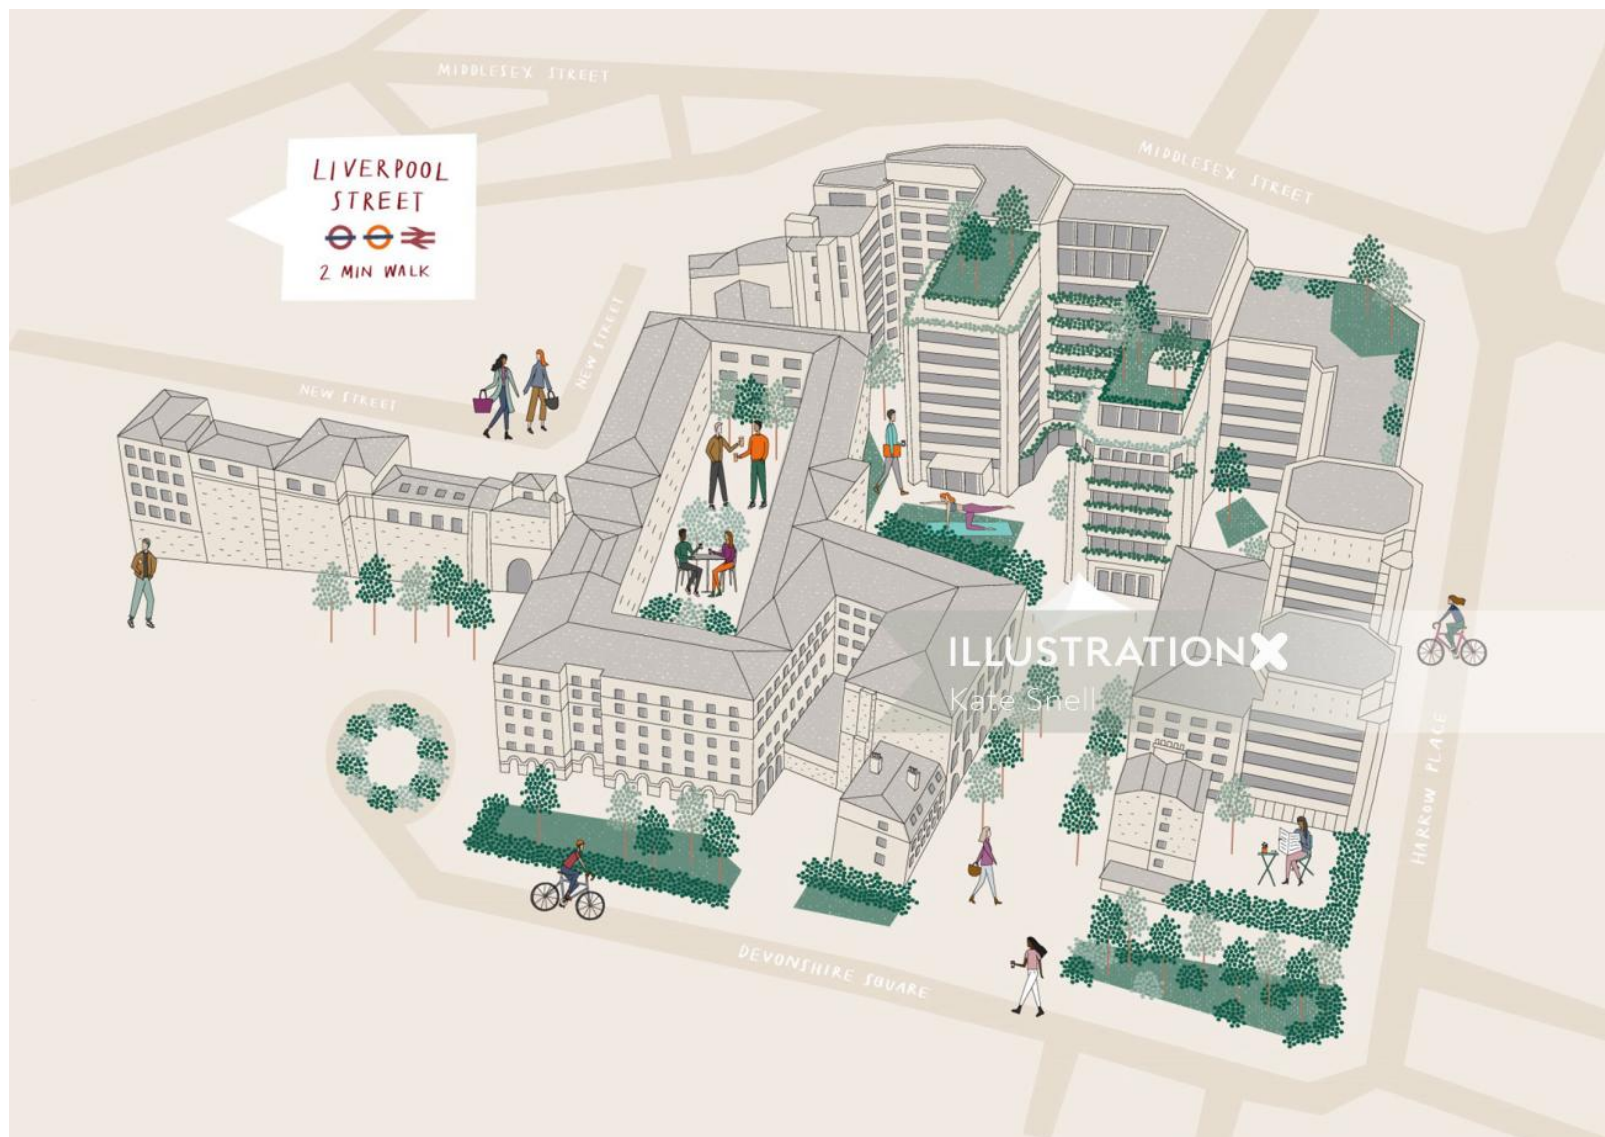 MIDDLESEX STREET
MIDDLESEX STREET
LIVERPOOL
STREET
2 MIN WALK
NEW STREET
NEW STREET
ILLUSTRATIONX
Kate Snell
HARROW PLACE
DEVONSHIRE SQUARE